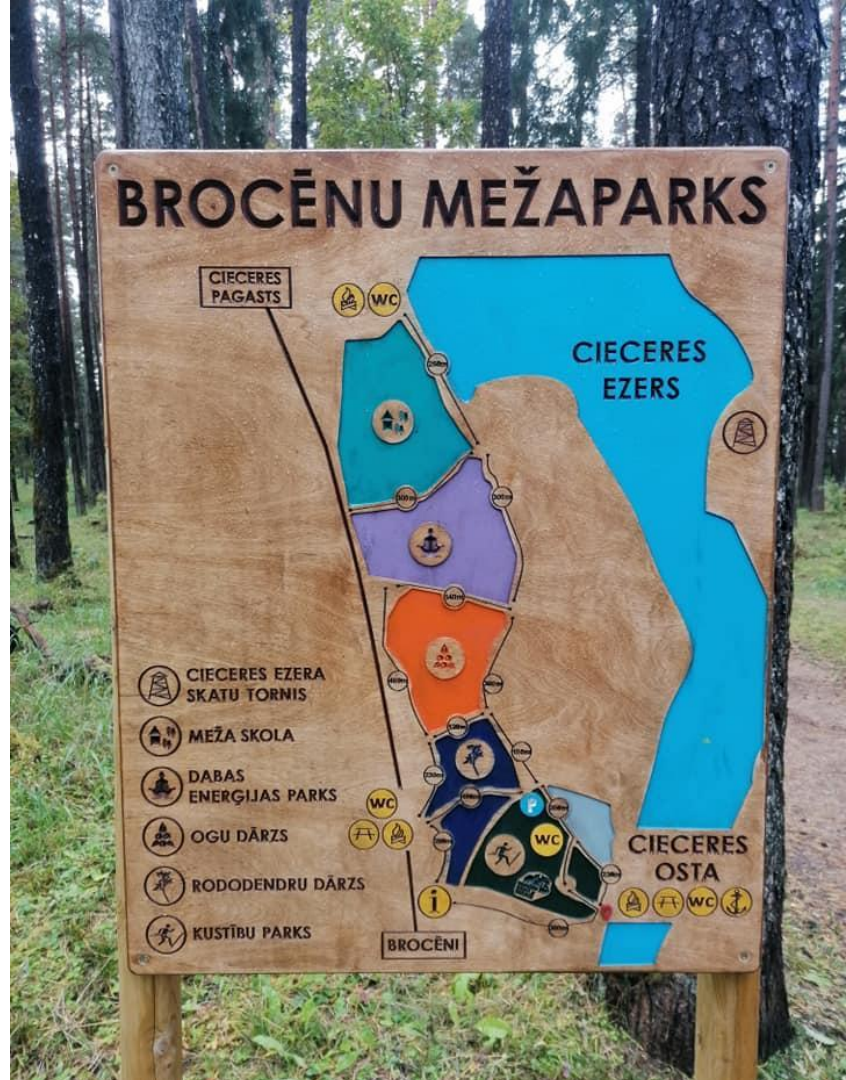 BROCĒNU MEŽAPARKS
CIECERES
PAGASTS
WC
CIECERES
EZERS
CIECERES EZERA
SKATU TORNIS
MEŽA SKOLA
DABAS
ENERĢIJAS PARKS
OGU DĀRZS
RODODENDRU DĀRZS
KUSTĪBU PARKS
WC
P
WC
i
BROCĒNI
CIECERES
OSTA
WC